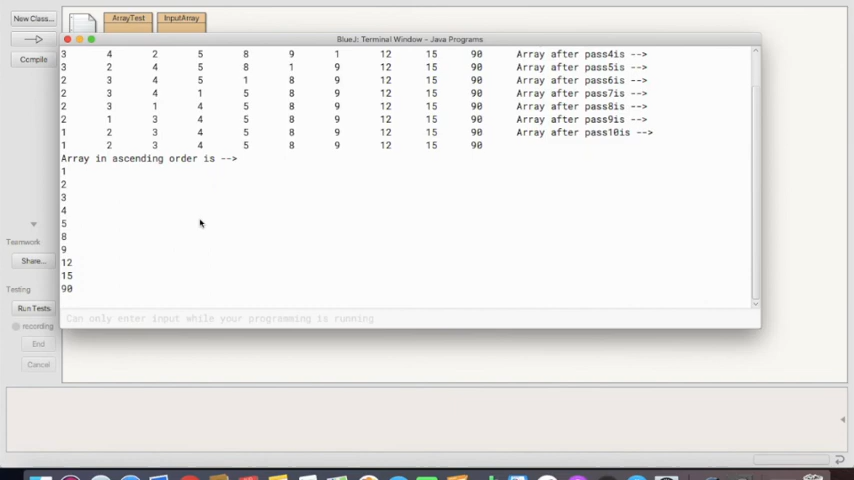 New Class...
ArrayTest
InputArray
BlueJ: Terminal Window - Java Programs
Compile
3 4 2 5 8 9 1 12 15 90 Array after pass4is -->
3 2 4 5 8 1 9 12 15 90 Array after pass5is -->
2 3 4 5 1 8 9 12 15 90 Array after pass6is -->
2 3 4 1 5 8 9 12 15 90 Array after pass7is -->
2 3 1 4 5 8 9 12 15 90 Array after pass8is -->
2 1 3 4 5 8 9 12 15 90 Array after pass9is -->
1 2 3 4 5 8 9 12 15 90 Array after pass10is -->
1 2 3 4 5 8 9 12 15 90
Array in ascending order is -->
1
2
3
4
5
8
9
12
15
90
Can only enter input while your programming is running
Teamwork
Share...
Testing
Run Tests
recording
End
Cancel